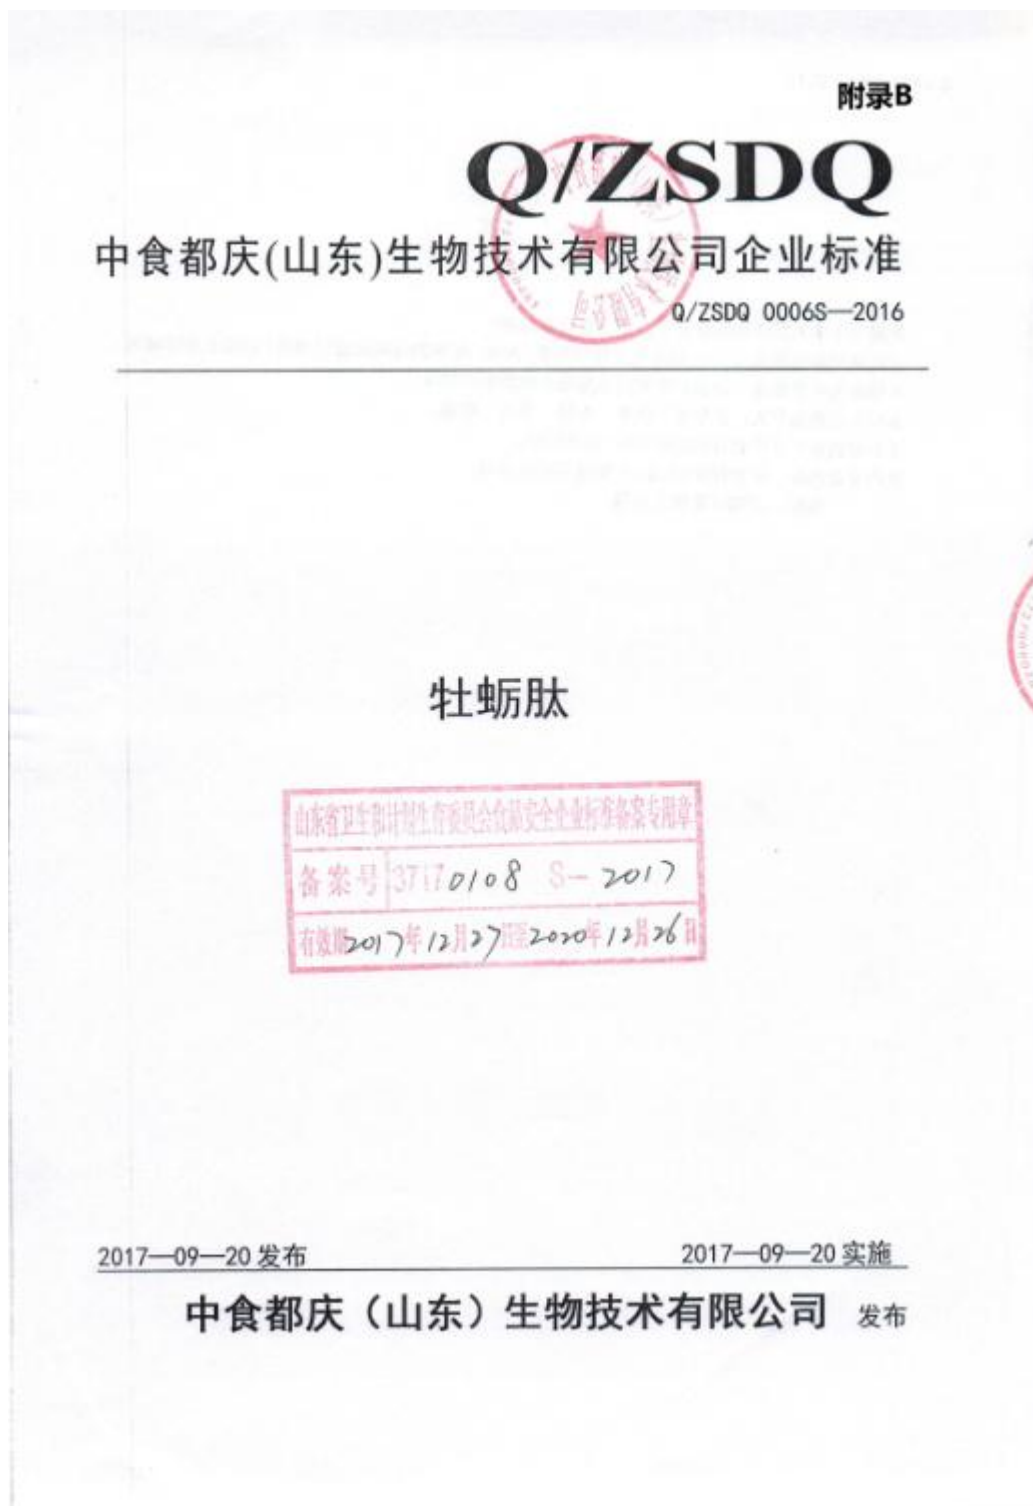 附录B
Q/ZSDQ
中食都庆(山东)生物技术有限公司企业标准
Q/ZSDQ 0006S—2016
牡蛎肽
山东省卫生和计划生育委员会食品安全企业标准备案专用章
备案号 3717 0108 S— 2017
有效期2017年12月27日至2020年12月26日
2017—09—20 发布
2017—09—20 实施
中食都庆（山东）生物技术有限公司 发布